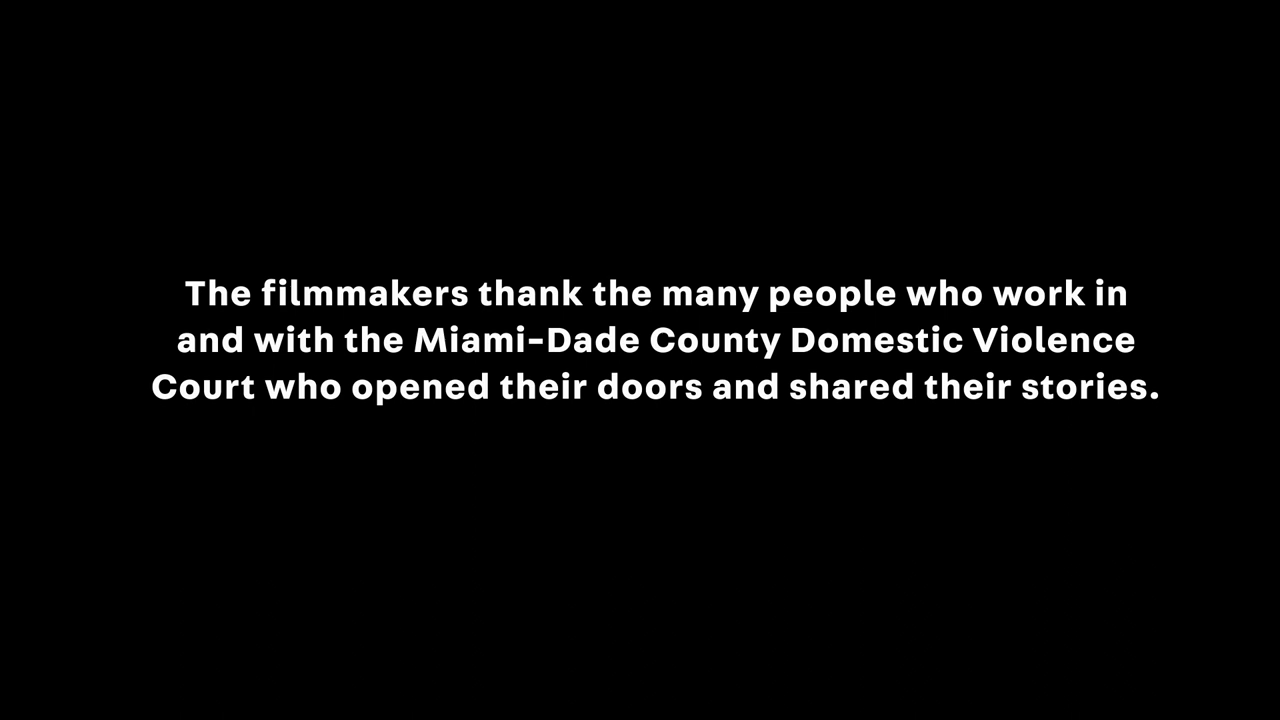 The filmmakers thank the many people who work in
and with the Miami-Dade County Domestic Violence
Court who opened their doors and shared their stories.